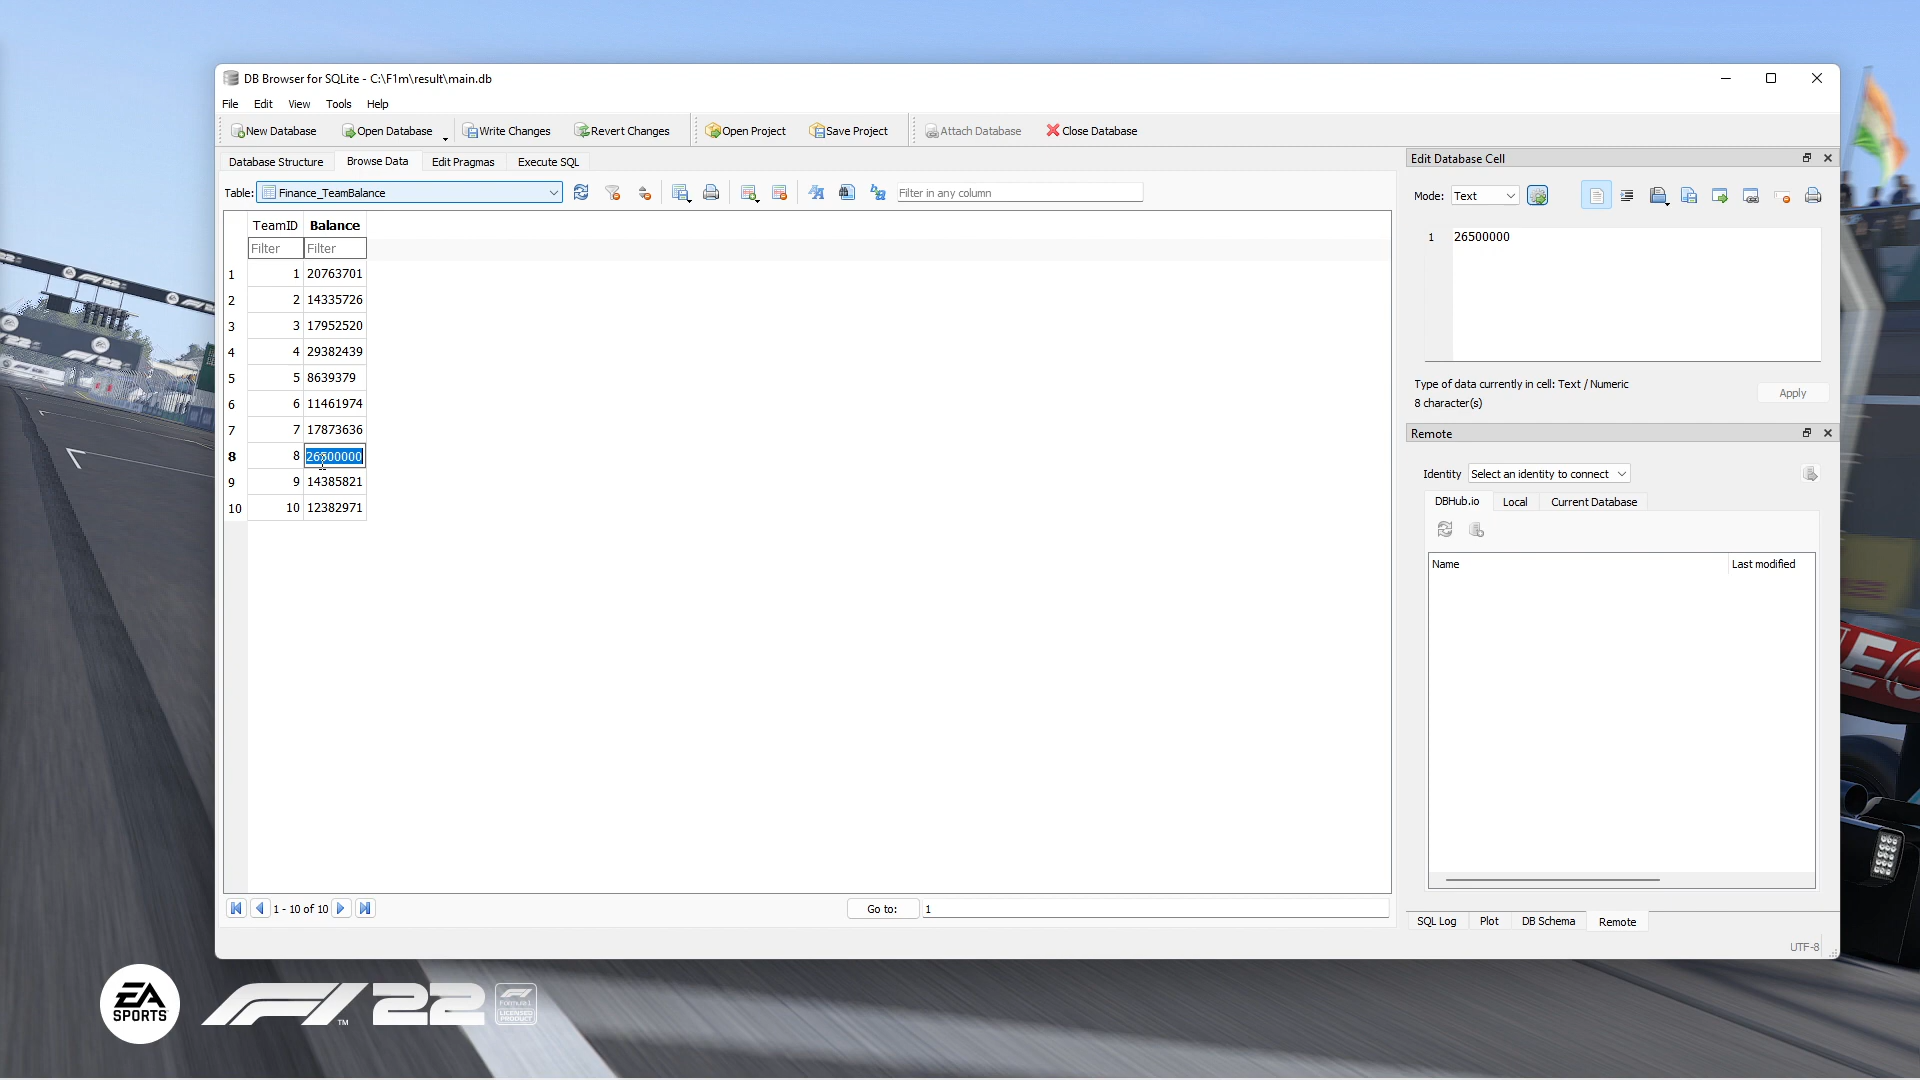 DB Browser for SQLite - C:\F1m\result\main.db
File Edit View Tools Help
New Database Open Database Write Changes Revert Changes Open Project Save Project Attach Database Close Database
Database Structure Browse Data Edit Pragmas Execute SQL
Table: Finance_TeamBalance Filter in any column
TeamID Balance
Filter Filter
1 1 20763701
2 2 14335726
3 3 17952520
4 4 29382439
5 5 8639379
6 6 11461974
7 7 17873636
8 8 26500000
9 9 14385821
10 10 12382971
1 - 10 of 10 Go to: 1
Edit Database Cell
Mode: Text
1 26500000
Type of data currently in cell: Text / Numeric
8 character(s)
Apply
Remote
Identity Select an identity to connect
DBHub.io Local Current Database
Name Last modified
SQL Log Plot DB Schema Remote
UTF-8
EA SPORTS
F1 22
TM
F1
Formula 1
LICENSED
PRODUCT